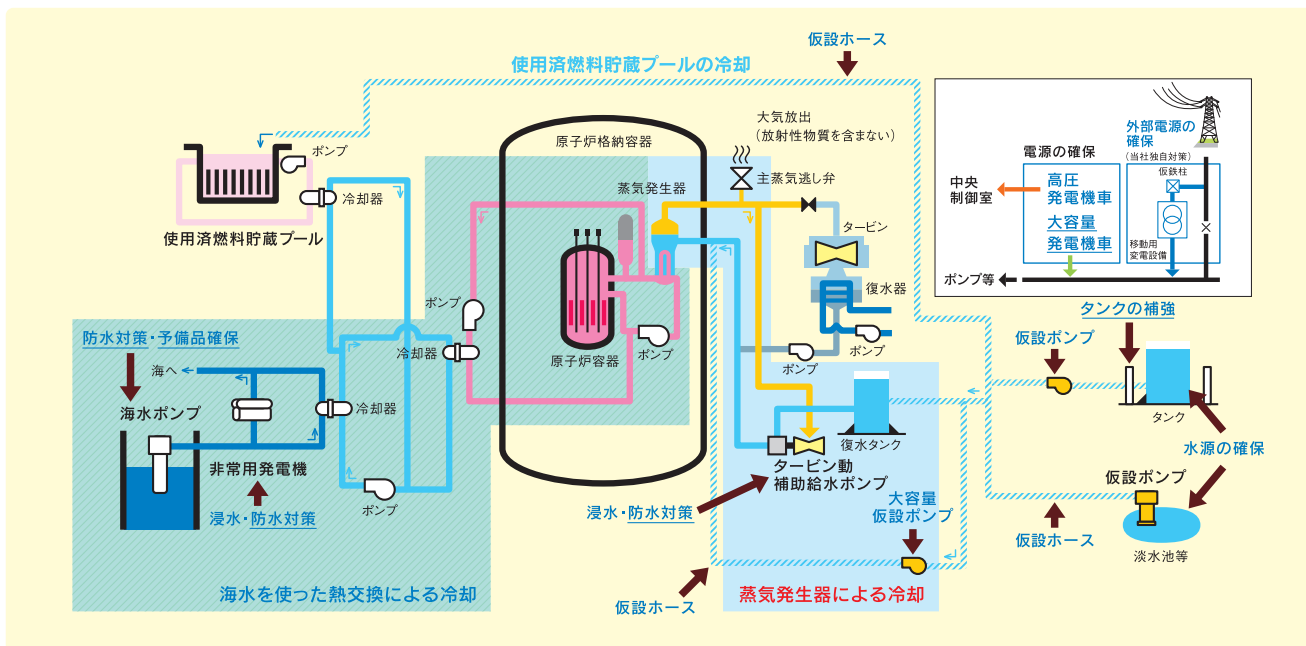 仮設ホース
使用済燃料貯蔵プールの冷却
ポンプ
冷却器
使用済燃料貯蔵プール
原子炉格納容器
大気放出
(放射性物質を含まない)
主蒸気逃し弁
蒸気発生器
タービン
復水器
ポンプ
ポンプ
ポンプ
冷却器
原子炉容器
ポンプ
電源の確保
中央
制御室
高圧
発電機車
大容量
発電機車
外部電源の
確保
(当社独自対策)
仮鉄柱
移動用
変電設備
ポンプ等
防水対策・予備品確保
海へ
海水ポンプ
冷却器
非常用発電機
浸水・防水対策
ポンプ
海水を使った熱交換による冷却
タンクの補強
仮設ポンプ
タンク
水源の確保
復水タンク
タービン動
補助給水ポンプ
浸水・防水対策
大容量
仮設ポンプ
仮設ポンプ
仮設ホース
淡水池等
仮設ホース
蒸気発生器による冷却